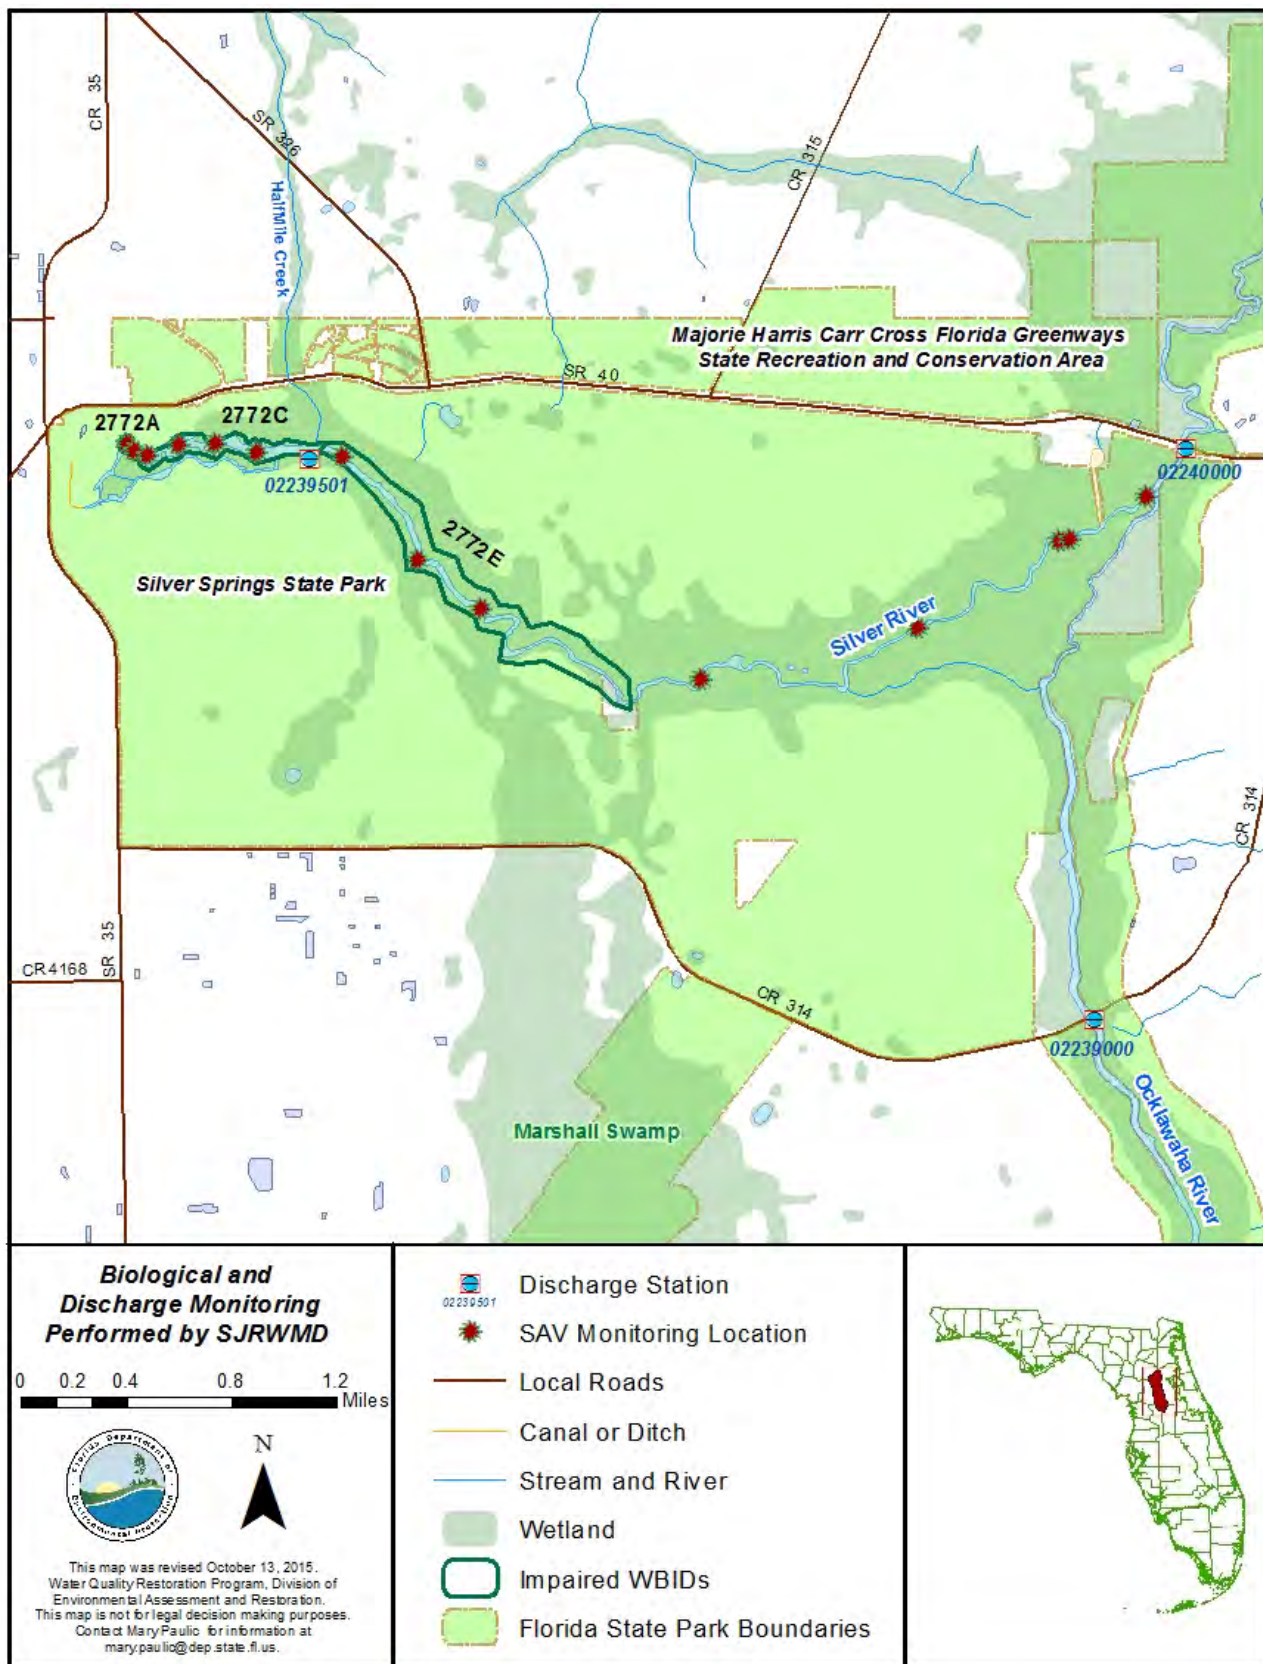 CR 35
SR 326
HalfMile Creek
CR 315
Majorie Harris Carr Cross Florida Greenways
State Recreation and Conservation Area
SR 40
2772A
2772C
02239501
02240000
2772E
Silver Springs State Park
Silver River
CR 314
SR 35
CR4168
CR 314
02239000
Marshall Swamp
Ocklawaha River
Biological and
Discharge Monitoring
Performed by SJRWMD
0 0.2 0.4 0.8 1.2
Miles
Florida Department of
Environmental Protection
N
This map was revised October 13, 2015.
Water Quality Restoration Program, Division of
Environmental Assessment and Restoration.
This map is not for legal decision making purposes.
Contact Mary Paulic for information at
mary.paulic@dep.state.fl.us.
Discharge Station
02239501
SAV Monitoring Location
Local Roads
Canal or Ditch
Stream and River
Wetland
Impaired WBIDs
Florida State Park Boundaries